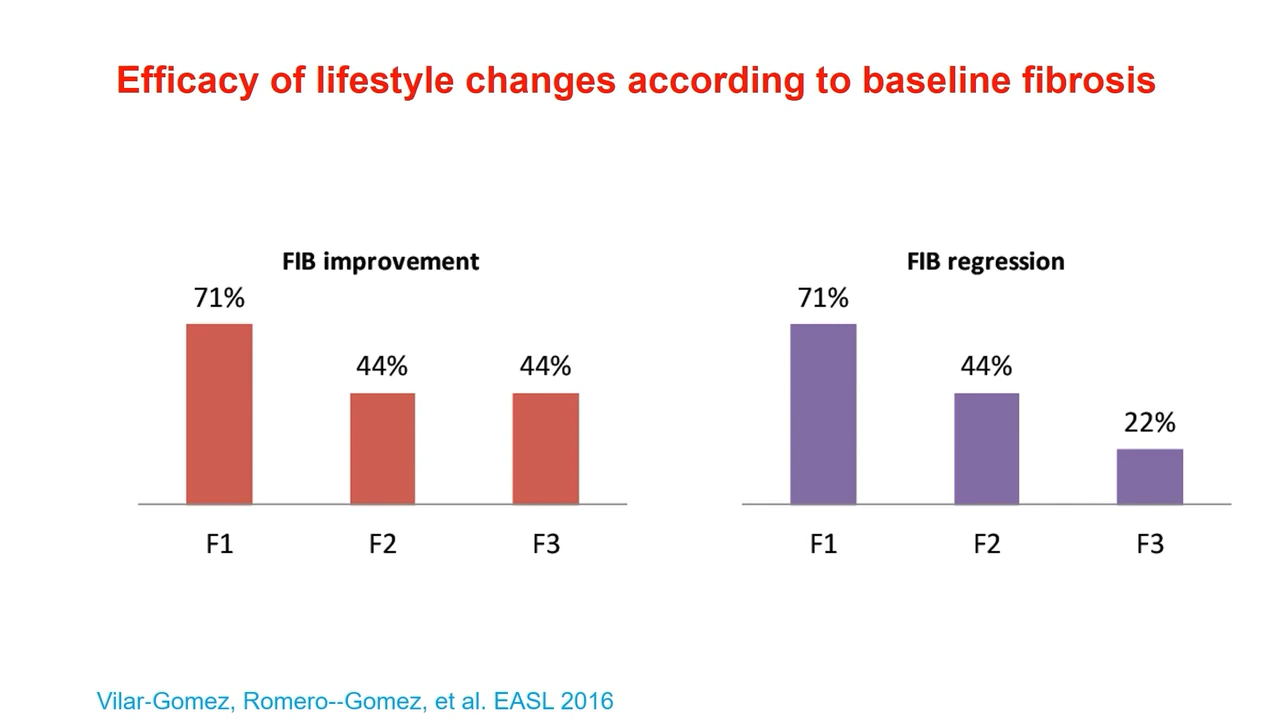 Efficacy of lifestyle changes according to baseline fibrosis
FIB improvement
71%
44%
44%
F1
F2
F3
FIB regression
71%
44%
22%
F1
F2
F3
Vilar-Gomez, Romero--Gomez, et al. EASL 2016